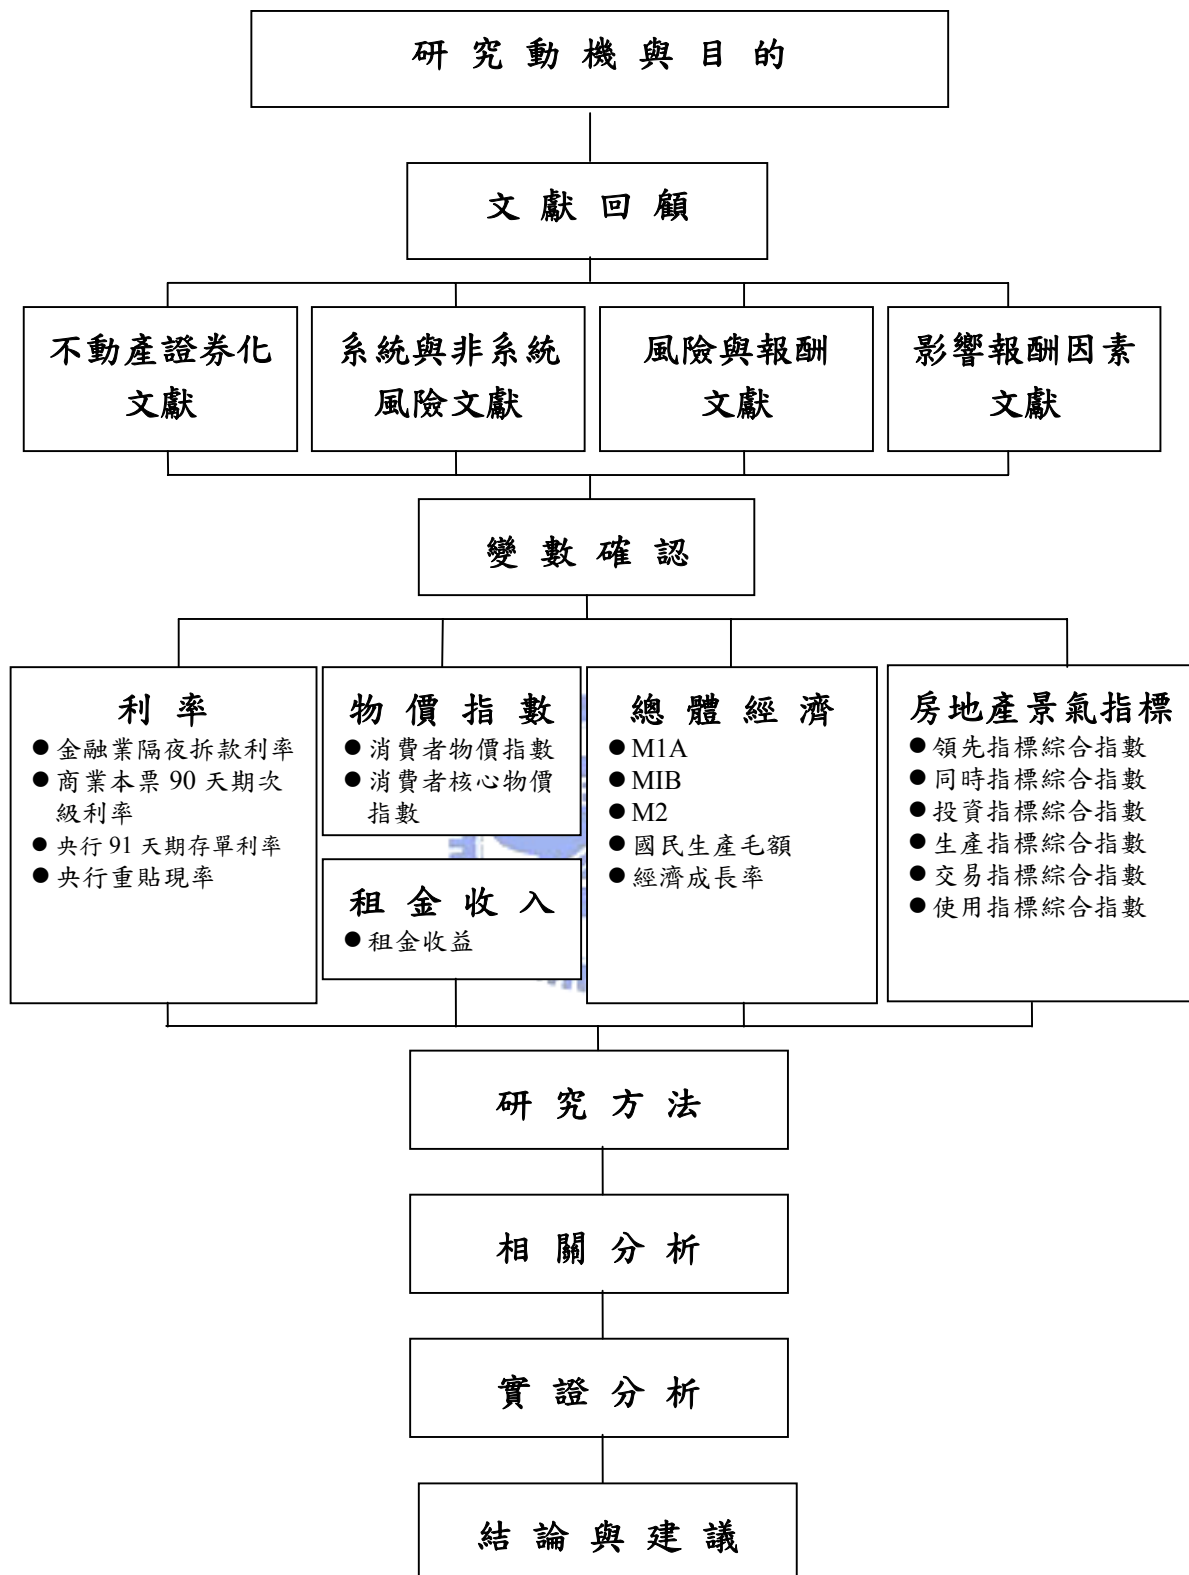 研究動機與目的
文獻回顧
不動產證券化
文獻
系統與非系統
風險文獻
風險與報酬
文獻
影響報酬因素
文獻
變數確認
利率
●金融業隔夜拆款利率
●商業本票 90 天期次
級利率
●央行 91 天期存單利率
●央行重貼現率
物價指數
●消費者物價指數
●消費者核心物價
指數
租金收入
●租金收益
總體經濟
●M1A
●MIB
●M2
●國民生產毛額
●經濟成長率
房地產景氣指標
●領先指標綜合指數
●同時指標綜合指數
●投資指標綜合指數
●生產指標綜合指數
●交易指標綜合指數
●使用指標綜合指數
研究方法
相關分析
實證分析
結論與建議